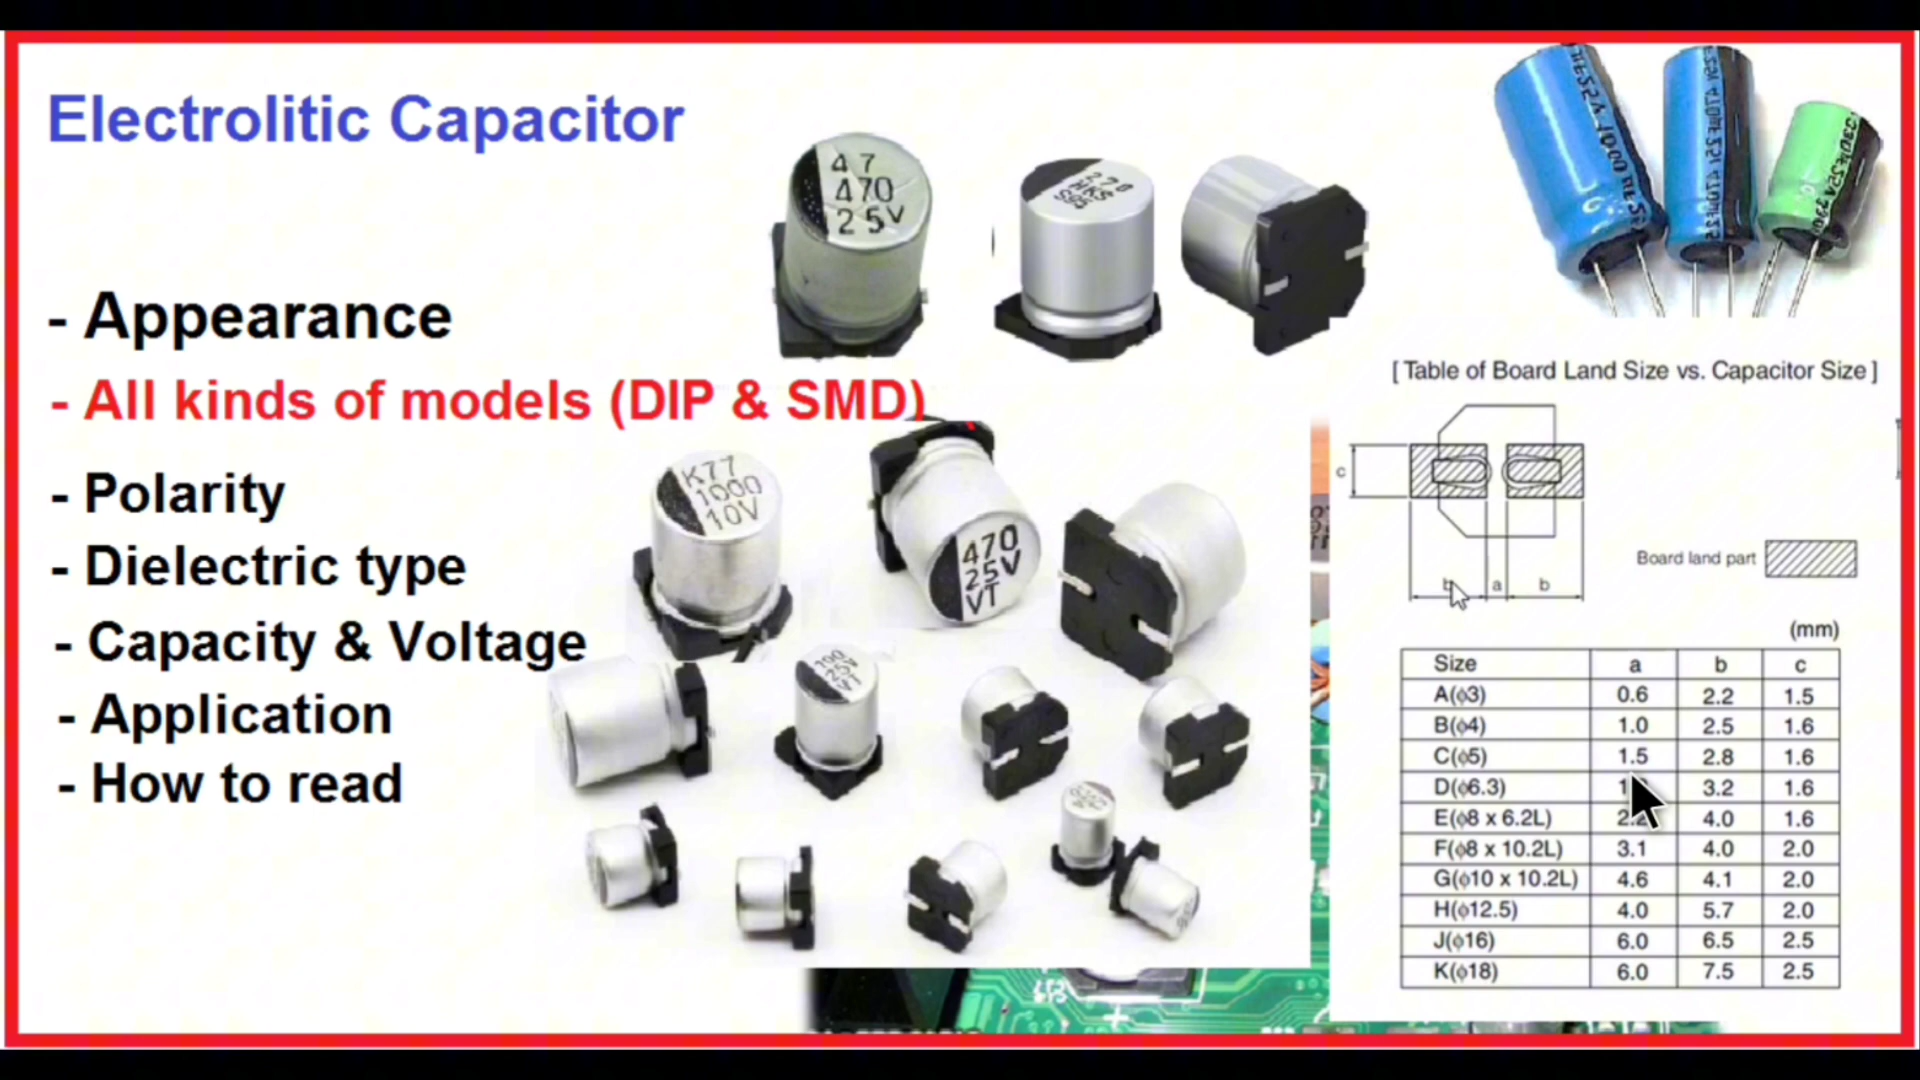 Electrolitic Capacitor
- Appearance
- All kinds of models (DIP & SMD)
- Polarity
- Dielectric type
- Capacity & Voltage
- Application
- How to read
47
470
25V
270
HKS
K77
1000
10V
470
25V
VT
100
25V
VT
[ Table of Board Land Size vs. Capacitor Size ]
c
Board land part
b a b
(mm)
Size a b c
A(ϕ3) 0.6 2.2 1.5
B(ϕ4) 1.0 2.5 1.6
C(ϕ5) 1.5 2.8 1.6
D(ϕ6.3) 3.2 1.6
E(ϕ8 x 6.2L) 4.0 1.6
F(ϕ8 x 10.2L) 3.1 4.0 2.0
G(ϕ10 x 10.2L) 4.6 4.1 2.0
H(ϕ12.5) 4.0 5.7 2.0
J(ϕ16) 6.0 6.5 2.5
K(ϕ18) 6.0 7.5 2.5